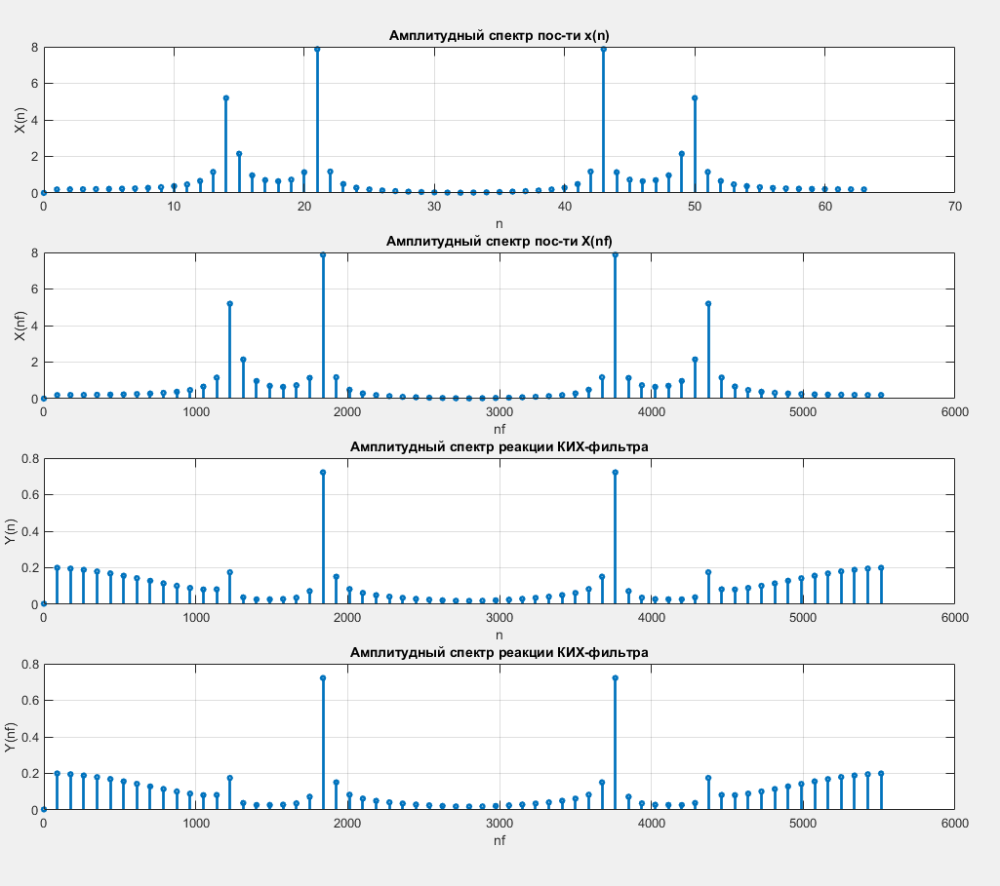 Амплитудный спектр пос-ти x(n)
8
6
4
2
0
X(n)
0 10 20 30 40 50 60 70
n
Амплитудный спектр пос-ти X(nf)
8
6
4
2
0
X(nf)
0 1000 2000 3000 4000 5000 6000
nf
Амплитудный спектр реакции КИХ-фильтра
0.8
0.6
0.4
0.2
0
Y(n)
0 1000 2000 3000 4000 5000 6000
n
Амплитудный спектр реакции КИХ-фильтра
0.8
0.6
0.4
0.2
0
Y(nf)
0 1000 2000 3000 4000 5000 6000
nf